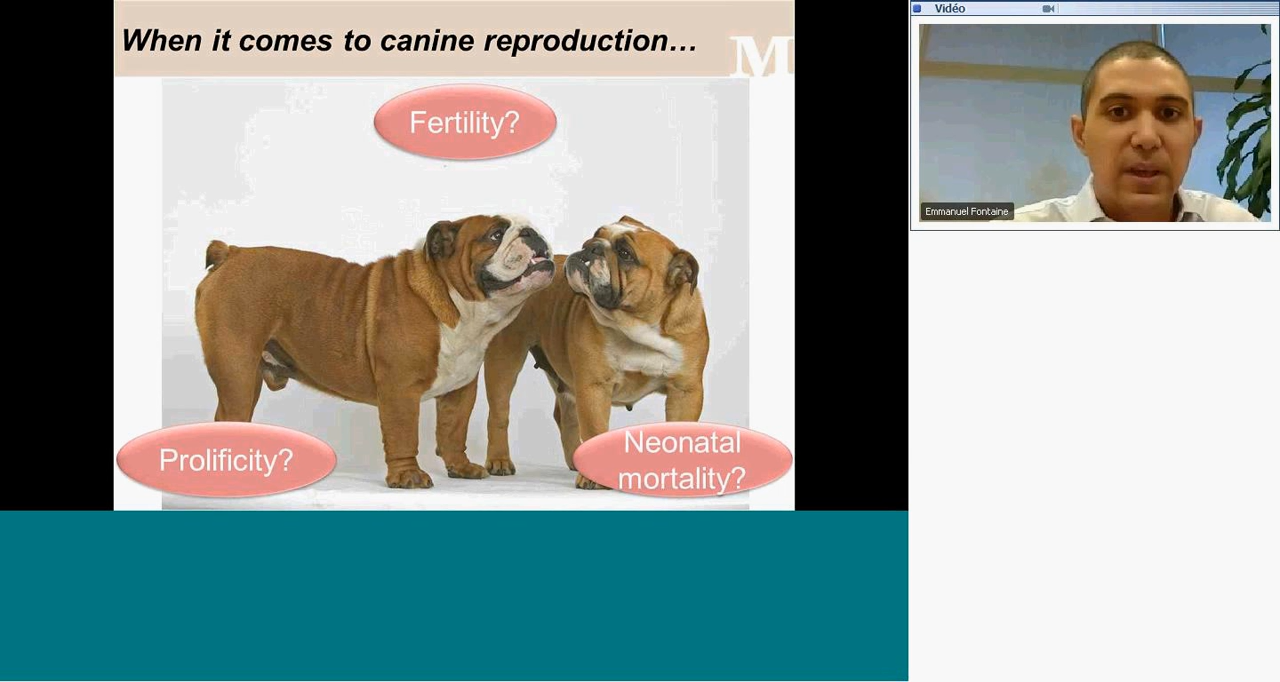 When it comes to canine reproduction...
M
Fertility?
Prolificity?
Neonatal
mortality?
Vidéo
Emmanuel Fontaine